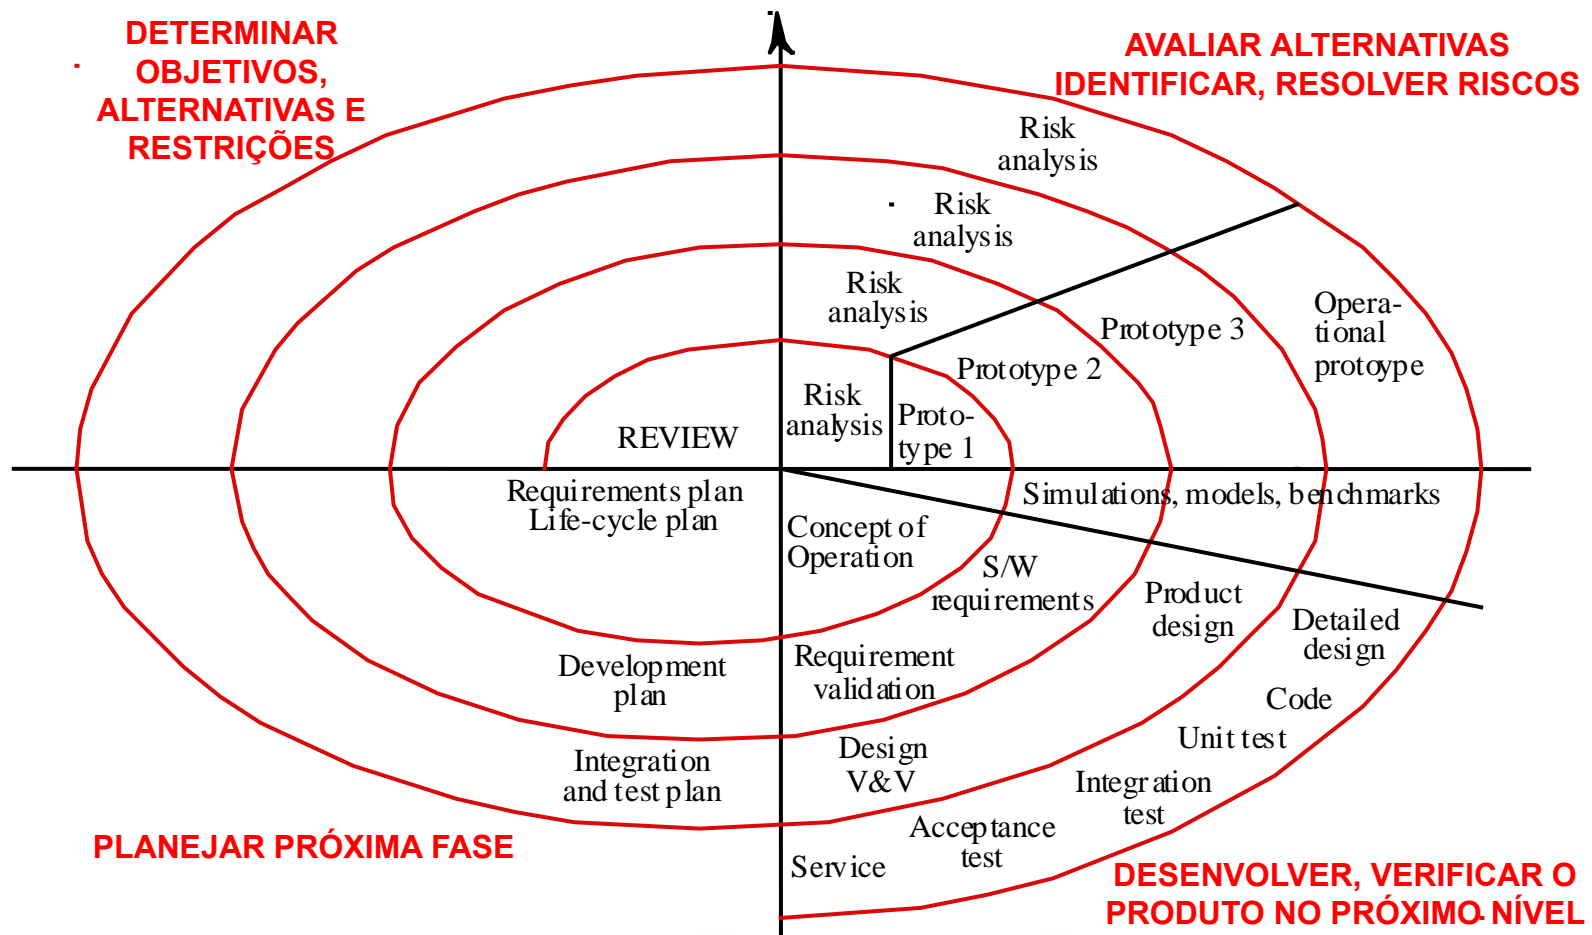 DETERMINAR
OBJETIVOS,
ALTERNATIVAS E
RESTRIÇÕES
AVALIAR ALTERNATIVAS
IDENTIFICAR, RESOLVER RISCOS
Risk
analysis
Risk
analysis
Risk
analysis
Risk
analysis
Proto-
type 1
Prototype 2
Prototype 3
Opera-
tional
protoype
REVIEW
Requirements plan
Life-cycle plan
Simulations, models, benchmarks
Concept of
Operation
S/W
requirements
Product
design
Detailed
design
Development
plan
Requirement
validation
Code
Unit test
Integration
and test plan
Design
V&V
Integration
test
Acceptance
test
Service
PLANEJAR PRÓXIMA FASE
DESENVOLVER, VERIFICAR O
PRODUTO NO PRÓXIMO NÍVEL